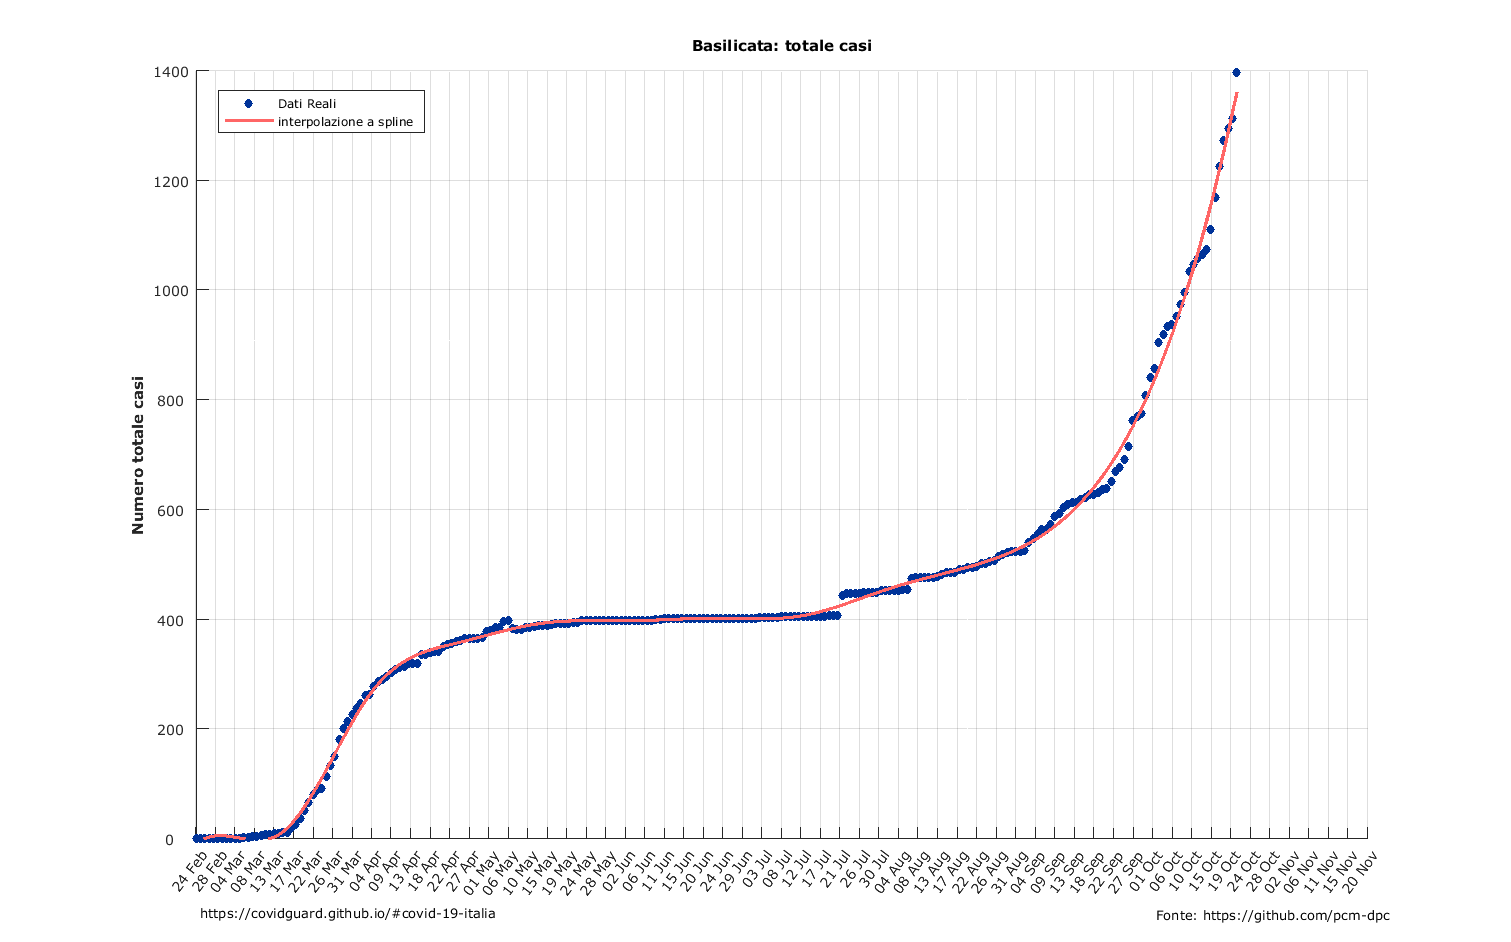 Basilicata: totale casi
1400
1200
1000
800
600
400
200
0
Numero totale casi
Dati Reali
interpolazione a spline
24 Feb
28 Feb
04 Mar
08 Mar
13 Mar
17 Mar
22 Mar
26 Mar
31 Mar
04 Apr
09 Apr
13 Apr
18 Apr
22 Apr
27 Apr
01 May
06 May
10 May
15 May
19 May
24 May
28 May
02 Jun
06 Jun
11 Jun
15 Jun
20 Jun
24 Jun
29 Jun
03 Jul
08 Jul
12 Jul
17 Jul
21 Jul
26 Jul
30 Jul
04 Aug
08 Aug
13 Aug
17 Aug
22 Aug
26 Aug
31 Aug
04 Sep
09 Sep
13 Sep
18 Sep
22 Sep
27 Sep
01 Oct
06 Oct
10 Oct
15 Oct
19 Oct
24 Oct
28 Oct
02 Nov
06 Nov
11 Nov
15 Nov
20 Nov
https://covidguard.github.io/#covid-19-italia
Fonte: https://github.com/pcm-dpc